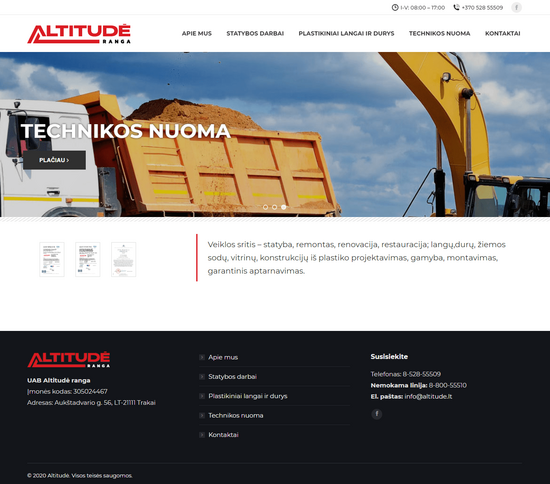 I-V: 08:00 – 17:00
+370 528 55509
ALTITUDĖ
RANGA
APIE MUS
STATYBOS DARBAI
PLASTIKINIAI LANGAI IR DURYS
TECHNIKOS NUOMA
KONTAKTAI
TECHNIKOS NUOMA
PLAČIAU >
Veiklos sritis – statyba, remontas, renovacija, restauracija; langų,durų, žiemos
sodų, vitrinų, konstrukcijų iš plastiko projektavimas, gamyba, montavimas,
garantinis aptarnavimas.
ALTITUDĖ
RANGA
UAB Altitudė ranga
Įmonės kodas: 305024467
Adresas: Aukštadvario g. 56, LT-21111 Trakai
Apie mus
Statybos darbai
Plastikiniai langai ir durys
Technikos nuoma
Kontaktai
Susisiekite
Telefonas: 8-528-55509
Nemokama linija: 8-800-55510
El. paštas: info@altitude.lt
© 2020 Altitude. Visos teisės saugomos.